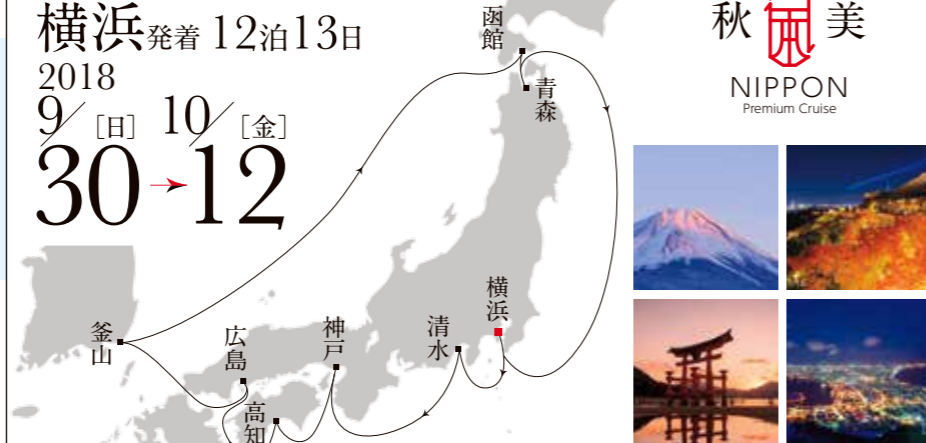 横浜発着 12泊13日
2018
9/30[日]→10/12[金]
函館
青森
横浜
清水
神戸
広島
高知
釜山
秋 美
NIPPON
Premium Cruise